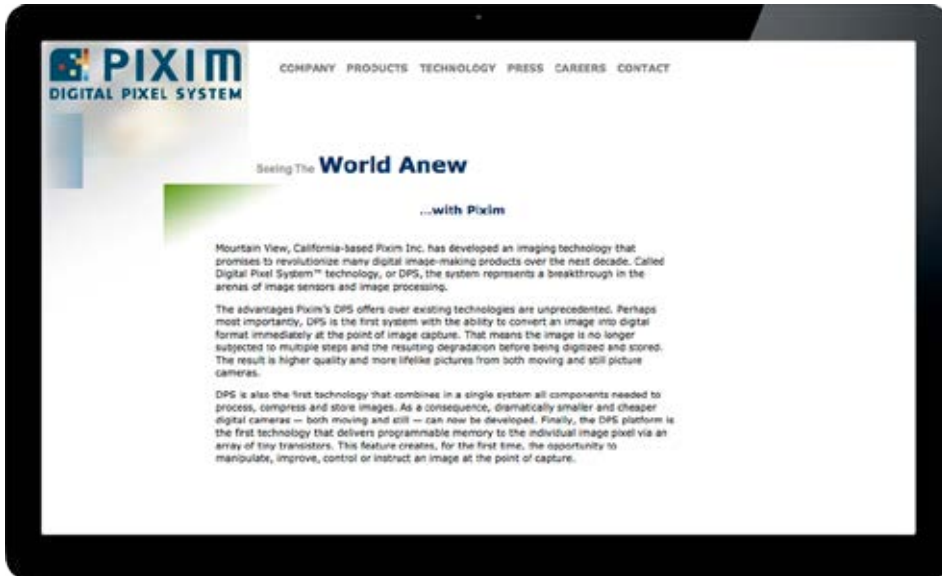 PIXIM
DIGITAL PIXEL SYSTEM
COMPANY PRODUCTS TECHNOLOGY PRESS CAREERS CONTACT
Seeing The World Anew
...with Pixim
Mountain View, California-based Pixim Inc. has developed an imaging technology that
promises to revolutionize many digital image-making products over the next decade. Called
Digital Pixel System™ technology, or DPS, the system represents a breakthrough in the
arenas of image sensors and image processing.
The advantages Pixim's DPS offers over existing technologies are unprecedented. Perhaps
most importantly, DPS is the first system with the ability to convert an image into digital
format immediately at the point of image capture. That means the image is no longer
subjected to multiple steps and the resulting degradation before being digitized and stored.
The result is higher quality and more lifelike pictures from both moving and still picture
cameras.
DPS is also the first technology that combines in a single system all components needed to
process, compress and store images. As a consequence, dramatically smaller and cheaper
digital cameras — both moving and still — can now be developed. Finally, the DPS platform is
the first technology that delivers programmable memory to the individual image pixel via an
array of tiny transistors. This feature creates, for the first time, the opportunity to
manipulate, improve, control or instruct an image at the point of capture.